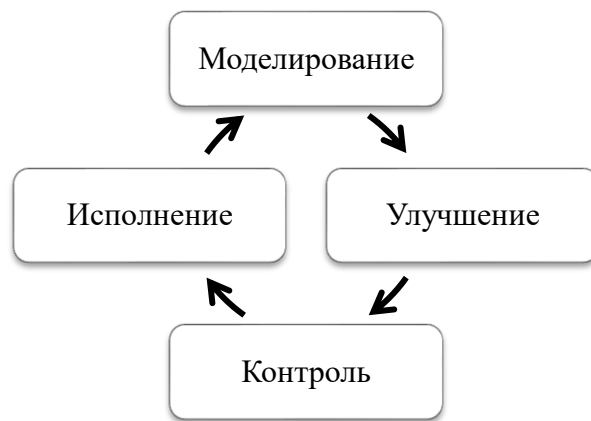 Моделирование
Исполнение
Улучшение
Контроль